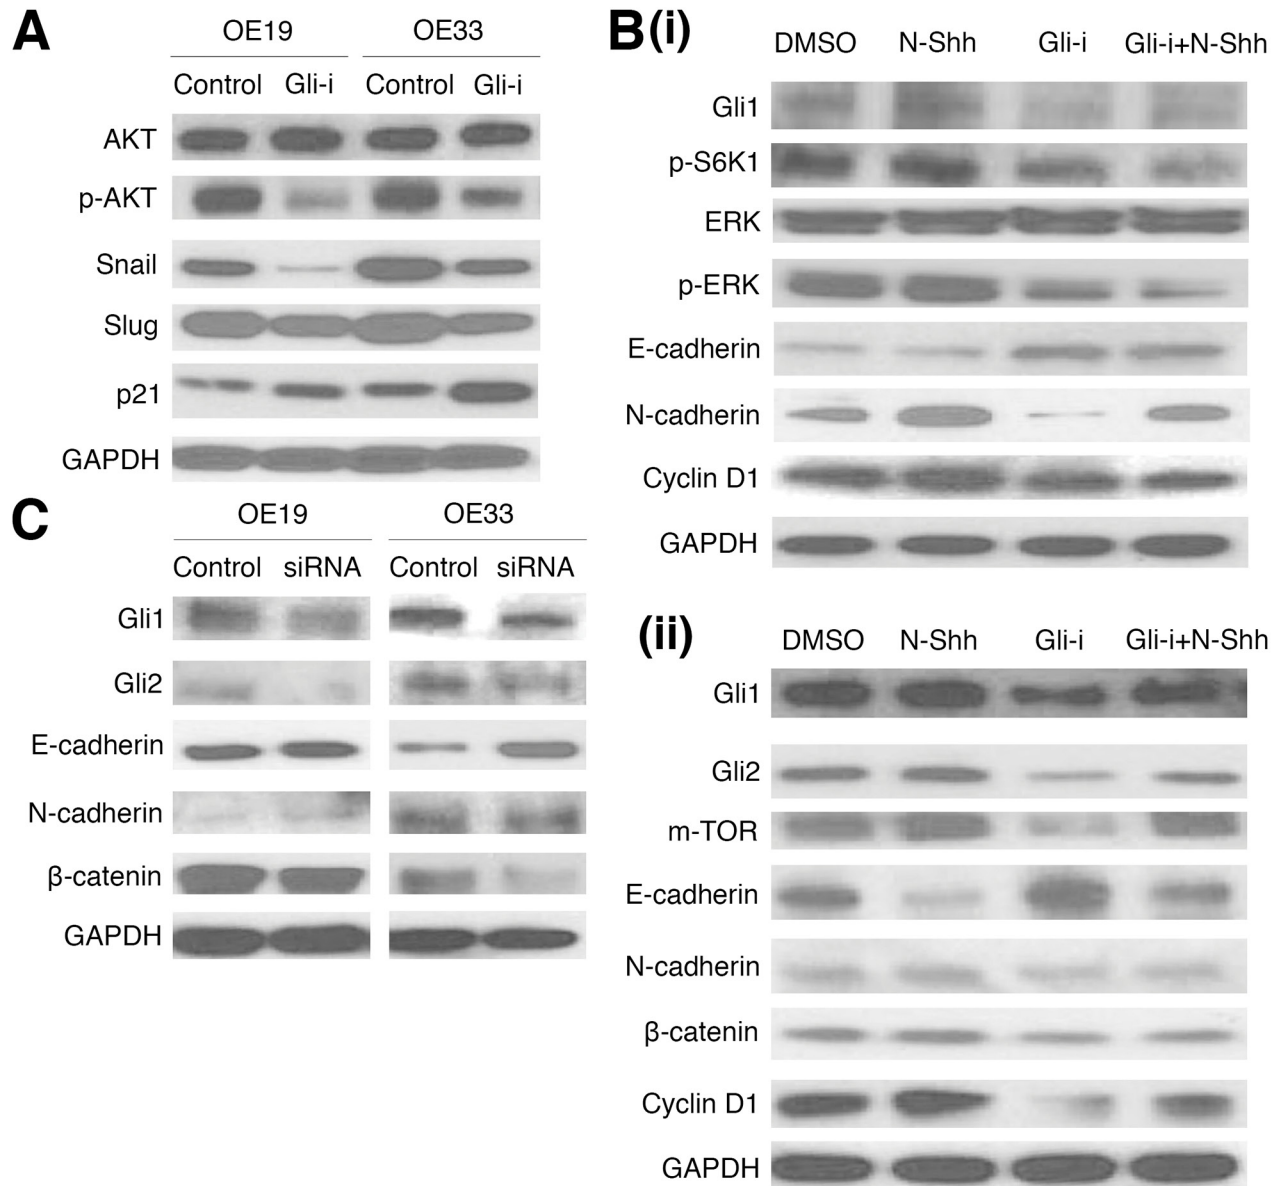 A
OE19 OE33
Control Gli-i Control Gli-i
AKT
p-AKT
Snail
Slug
p21
GAPDH
B(i)
DMSO N-Shh Gli-i Gli-i+N-Shh
Gli1
p-S6K1
ERK
p-ERK
E-cadherin
N-cadherin
Cyclin D1
GAPDH
C
OE19 OE33
Control siRNA Control siRNA
Gli1
Gli2
E-cadherin
N-cadherin
β-catenin
GAPDH
(ii)
DMSO N-Shh Gli-i Gli-i+N-Shh
Gli1
Gli2
m-TOR
E-cadherin
N-cadherin
β-catenin
Cyclin D1
GAPDH